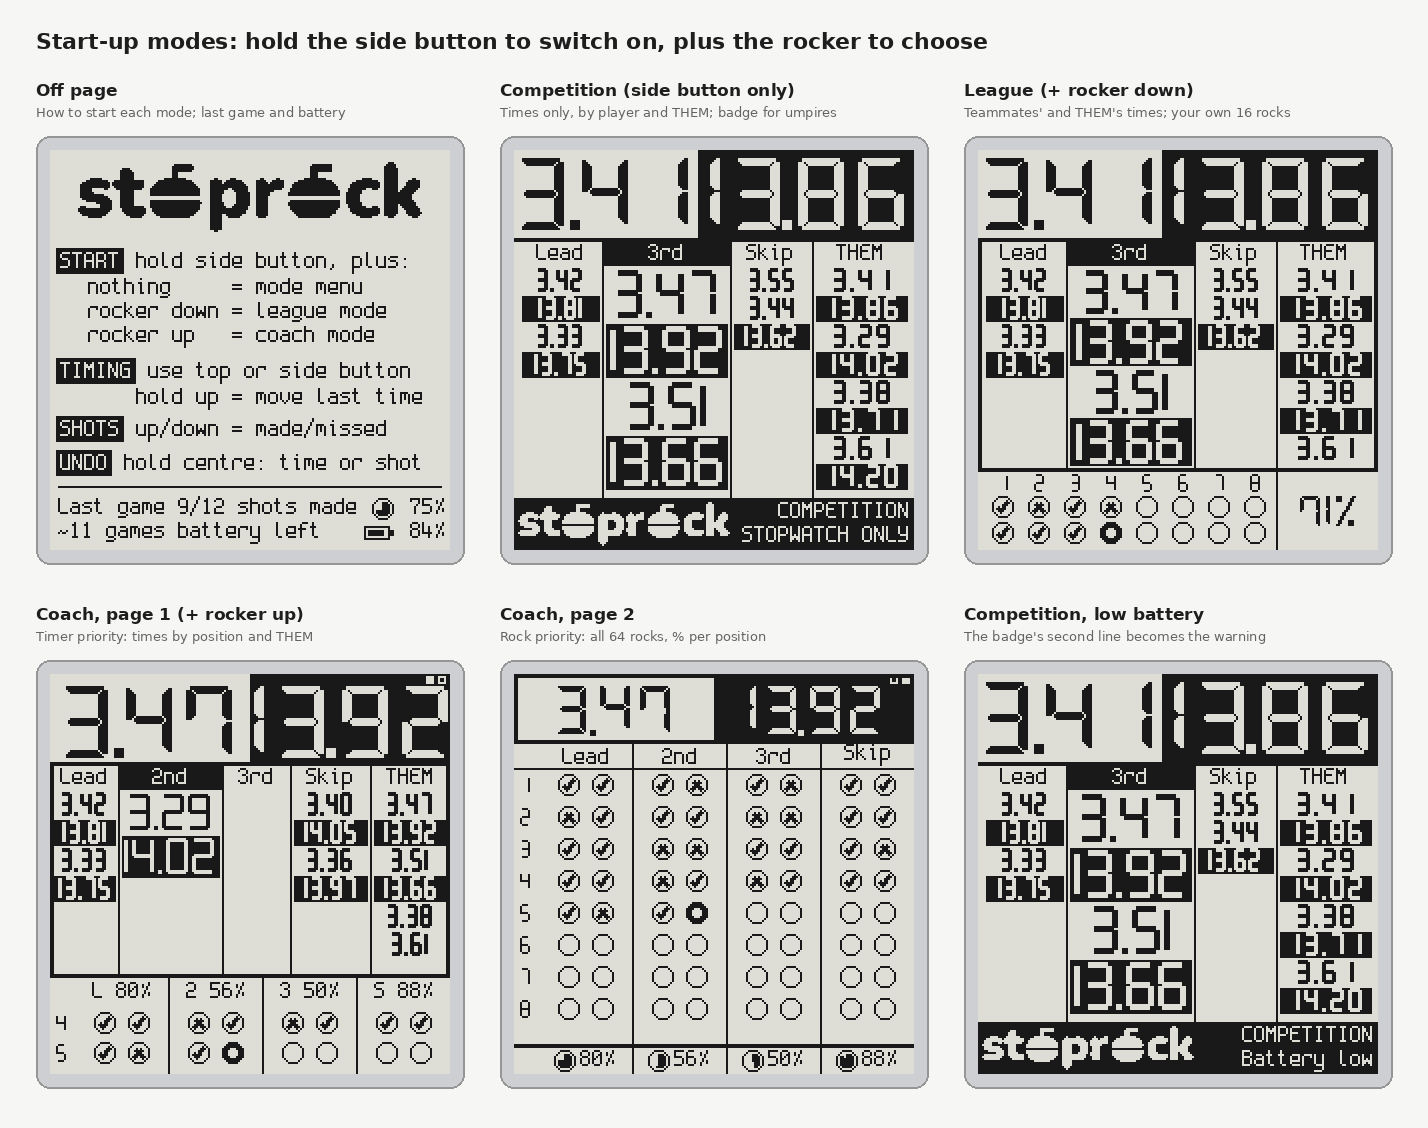 Start-up modes: hold the side button to switch on, plus the rocker to choose
Off page
How to start each mode; last game and battery
stoprock
START hold side button, plus:
nothing = mode menu
rocker down = league mode
rocker up = coach mode
TIMING use top or side button
hold up = move last time
SHOTS up/down = made/missed
UNDO hold centre: time or shot
Last game 9/12 shots made 75%
~11 games battery left 84%
Competition (side button only)
Times only, by player and THEM; badge for umpires
3.41 13.86
Lead 3rd Skip THEM
3.42 3.47 3.55 3.41
13.81 13.92 3.44 13.86
3.33 3.51 13.62 3.29
13.75 13.66 14.02
3.38
13.71
3.61
14.20
stoprock COMPETITION
STOPWATCH ONLY
League (+ rocker down)
Teammates' and THEM's times; your own 16 rocks
3.41 13.86
Lead 3rd Skip THEM
3.42 3.47 3.55 3.41
13.81 13.92 3.44 13.86
3.33 3.51 13.62 3.29
13.75 13.66 14.02
3.38
13.71
3.61
1 2 3 4 5 6 7 8
71%
Coach, page 1 (+ rocker up)
Timer priority: times by position and THEM
3.47 13.92
Lead 2nd 3rd Skip THEM
3.42 3.29 3.40 3.47
13.81 14.02 14.05 13.92
3.33 3.36 3.51
13.75 13.97 13.66
3.38
3.61
L 80% 2 56% 3 50% S 88%
4
5
Coach, page 2
Rock priority: all 64 rocks, % per position
3.47 13.92
Lead 2nd 3rd Skip
1
2
3
4
5
6
7
8
80% 56% 50% 88%
Competition, low battery
The badge's second line becomes the warning
3.41 13.86
Lead 3rd Skip THEM
3.42 3.47 3.55 3.41
13.81 13.92 3.44 13.86
3.33 3.51 13.62 3.29
13.75 13.66 14.02
3.38
13.71
3.61
14.20
stoprock COMPETITION
Battery low